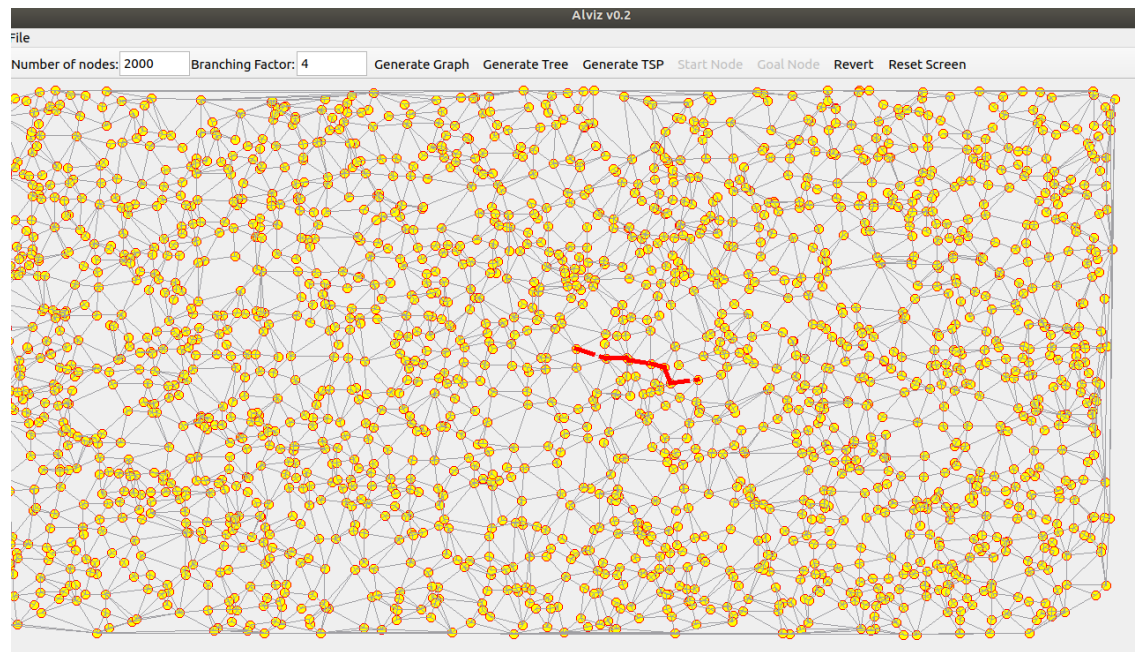 Alviz v0.2
File
Number of nodes: 2000 Branching Factor: 4 Generate Graph Generate Tree Generate TSP Start Node Goal Node Revert Reset Screen